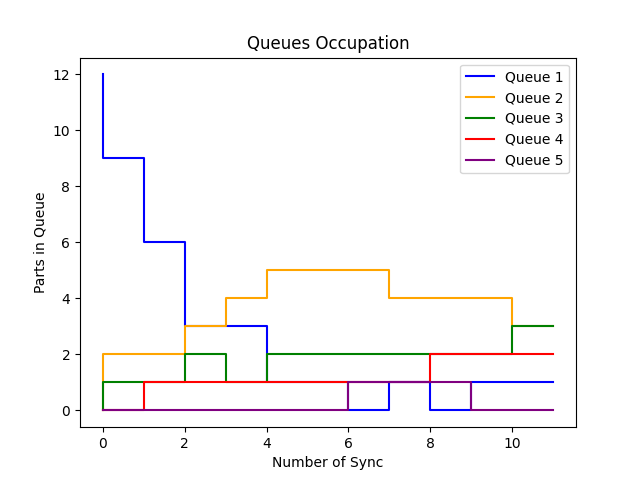 Queues Occupation
12
10
8
6
4
2
0
Parts in Queue
Queue 1
Queue 2
Queue 3
Queue 4
Queue 5
0
2
4
6
8
10
Number of Sync